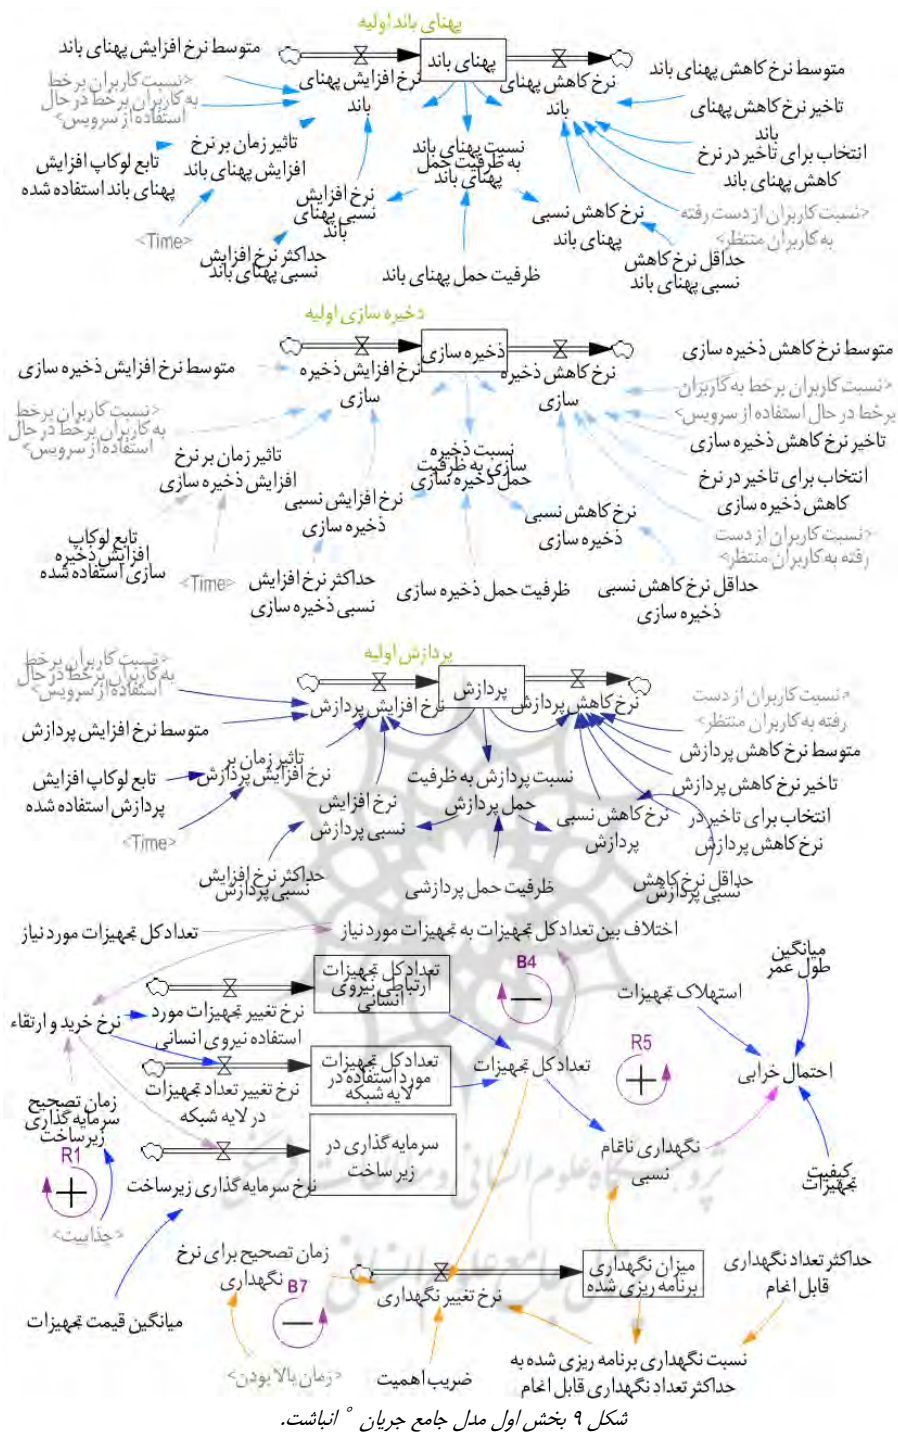 پهنای باند اولیه
پهنای باند
متوسط نرخ افزایش پهنای باند
نرخ افزایش پهنای
باند
نرخ کاهش پهنای
باند
متوسط نرخ کاهش پهنای باند
<نسبت کاربران برخط
به کاربران برخط در حال
استفاده از سرویس>
تاخیر نرخ کاهش پهنای
باند
تاثیر زمان بر نرخ
افزایش پهنای باند
نسبت پهنای باند
به ظرفیت حمل
پهنای باند
انتخاب برای تاخیر در نرخ
کاهش پهنای باند
تابع لوکاپ افزایش
پهنای باند استفاده شده
نرخ افزایش
نسبی پهنای
باند
نرخ کاهش نسبی
پهنای باند
<نسبت کاربران از دست رفته
به کاربران منتظر>
<Time>
حداکثر نرخ افزایش
نسبی پهنای باند
ظرفیت حمل پهنای باند
حداقل نرخ کاهش
نسبی پهنای باند
ذخیره سازی اولیه
ذخیره سازی
متوسط نرخ افزایش ذخیره سازی
نرخ افزایش ذخیره
سازی
نرخ کاهش ذخیره
سازی
متوسط نرخ کاهش ذخیره سازی
<نسبت کاربران برخط به کاربران
برخط در حال استفاده از سرویس>
<نسبت کاربران برخط
به کاربران برخط در حال
استفاده از سرویس>
تاخیر نرخ کاهش ذخیره سازی
تاثیر زمان بر نرخ
افزایش ذخیره سازی
نسبت ذخیره
سازی به ظرفیت
حمل ذخیره سازی
انتخاب برای تاخیر در نرخ
کاهش ذخیره سازی
نرخ افزایش نسبی
ذخیره سازی
نرخ کاهش نسبی
ذخیره سازی
<نسبت کاربران از دست
رفته به کاربران منتظر>
تابع لوکاپ
افزایش ذخیره
سازی استفاده شده
<Time>
حداکثر نرخ افزایش
نسبی ذخیره سازی
ظرفیت حمل ذخیره سازی
حداقل نرخ کاهش نسبی
ذخیره سازی
پردازش اولیه
پردازش
<نسبت کاربران برخط
به کاربران برخط در حال
استفاده از سرویس>
نرخ افزایش پردازش
نرخ کاهش پردازش
<نسبت کاربران از دست
رفته به کاربران منتظر>
متوسط نرخ افزایش پردازش
متوسط نرخ کاهش پردازش
تاثیر زمان بر
نرخ افزایش پردازش
نسبت پردازش به ظرفیت
حمل پردازش
تاخیر نرخ کاهش پردازش
تابع لوکاپ افزایش
پردازش استفاده شده
نرخ افزایش
نسبی پردازش
نرخ کاهش نسبی
پردازش
انتخاب برای تاخیر در
نرخ کاهش پردازش
<Time>
حداکثر نرخ افزایش
نسبی پردازش
ظرفیت حمل پردازشی
حداقل نرخ کاهش
نسبی پردازش
تعداد کل تجهیزات مورد نیاز
اختلاف بین تعداد کل تجهیزات به تجهیزات مورد نیاز
میانگین
طول عمر
تعداد کل تجهیزات
ارتباطی نیروی
انسانی
B4
استهلاک تجهیزات
نرخ خرید و ارتقاء
نرخ تغییر تجهیزات مورد
استفاده نیروی انسانی
تعداد کل تجهیزات
مورد استفاده در
لایه شبکه
تعداد کل تجهیزات
R5
احتمال خرابی
نرخ تغییر تعداد تجهیزات
در لایه شبکه
زمان تصحیح
سرمایه گذاری
زیرساخت
سرمایه گذاری در
زیر ساخت
نگهداری ناتمام
نسبی
R1
نرخ سرمایه گذاری زیرساخت
کیفیت
تجهیزات
<جذابیت>
پژوهشگاه علوم انسانی و مطالعات فرهنگی
پرتال جامع علوم انسانی
زمان تصحیح برای نرخ
نگهداری
نرخ تغییر نگهداری
میزان نگهداری
برنامه ریزی شده
حداکثر تعداد نگهداری
قابل انجام
B7
میانگین قیمت تجهیزات
<زمان بالا بودن>
ضریب اهمیت
نسبت نگهداری برنامه ریزی شده به
حداکثر تعداد نگهداری قابل انجام
شکل ۹ بخش اول مدل جامع جریان ° انباشت.